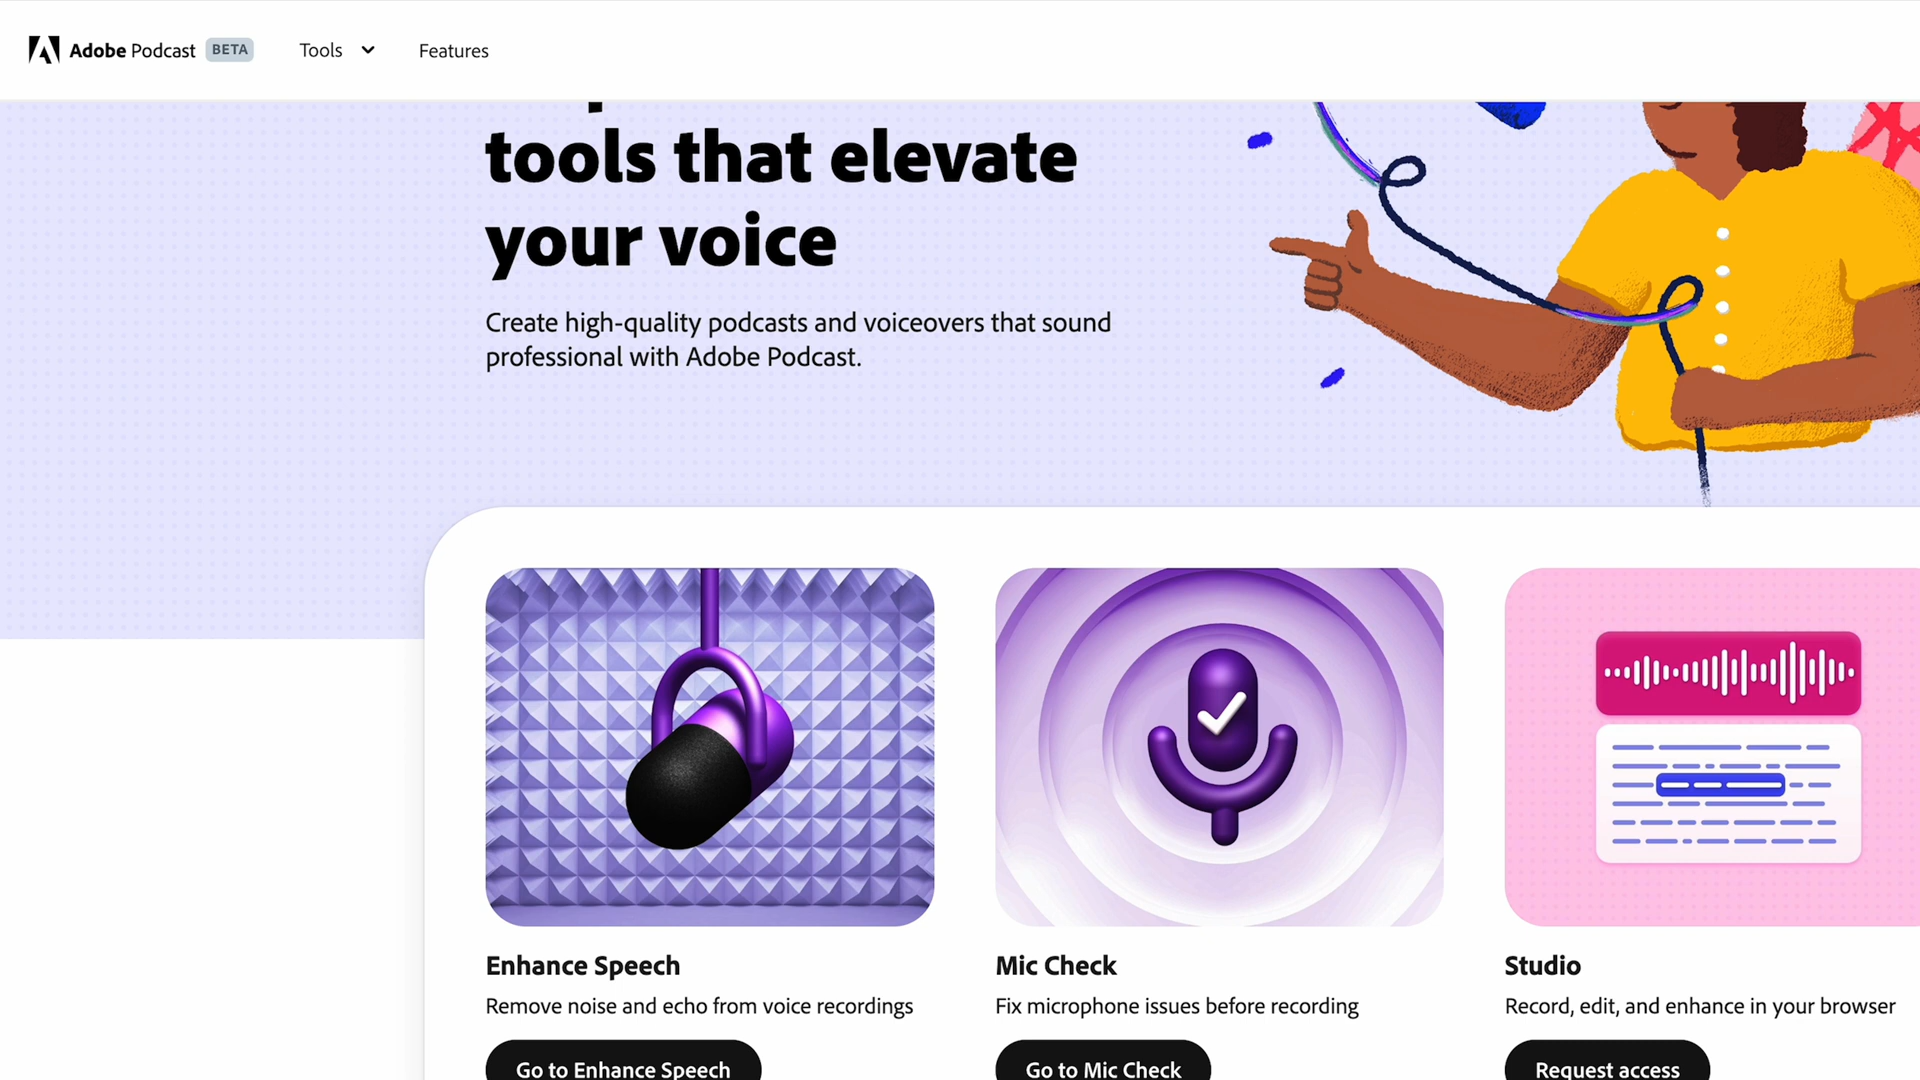 Adobe Podcast BETA Tools Features
tools that elevate
your voice
Create high-quality podcasts and voiceovers that sound
professional with Adobe Podcast.
Enhance Speech
Remove noise and echo from voice recordings
Go to Enhance Speech
Mic Check
Fix microphone issues before recording
Go to Mic Check
Studio
Record, edit, and enhance in your browser
Request access